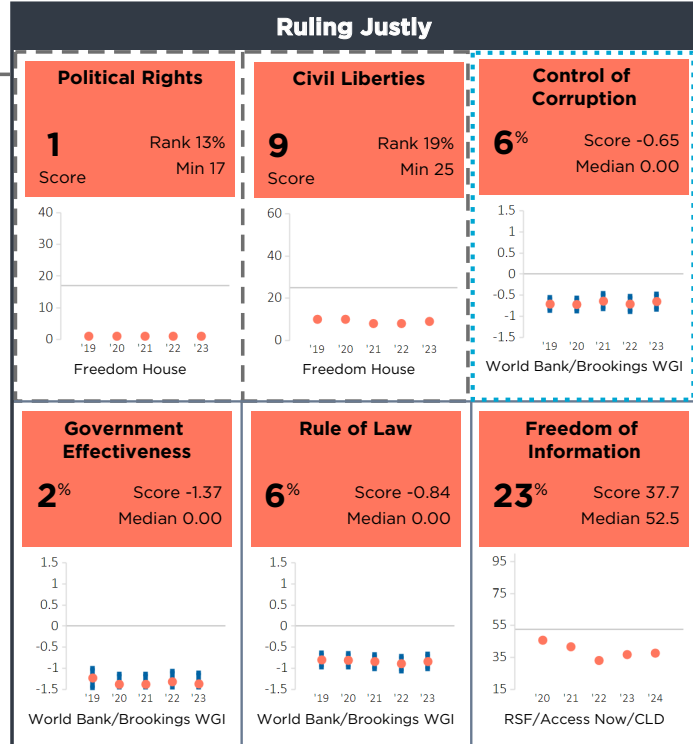 Ruling Justly
Political Rights
1
Score
Rank 13%
Min 17
40
30
20
10
0
'19 '20 '21 '22 '23
Freedom House
Civil Liberties
9
Score
Rank 19%
Min 25
60
40
20
0
'19 '20 '21 '22 '23
Freedom House
Control of
Corruption
6%
Score -0.65
Median 0.00
1.5
1
0.5
0
-0.5
-1
-1.5
'19 '20 '21 '22 '23
World Bank/Brookings WGI
Government
Effectiveness
2%
Score -1.37
Median 0.00
1.5
1
0.5
0
-0.5
-1
-1.5
'19 '20 '21 '22 '23
World Bank/Brookings WGI
Rule of Law
6%
Score -0.84
Median 0.00
1.5
1
0.5
0
-0.5
-1
-1.5
'19 '20 '21 '22 '23
World Bank/Brookings WGI
Freedom of
Information
23%
Score 37.7
Median 52.5
95
75
55
35
15
'20 '21 '22 '23 '24
RSF/Access Now/CLD